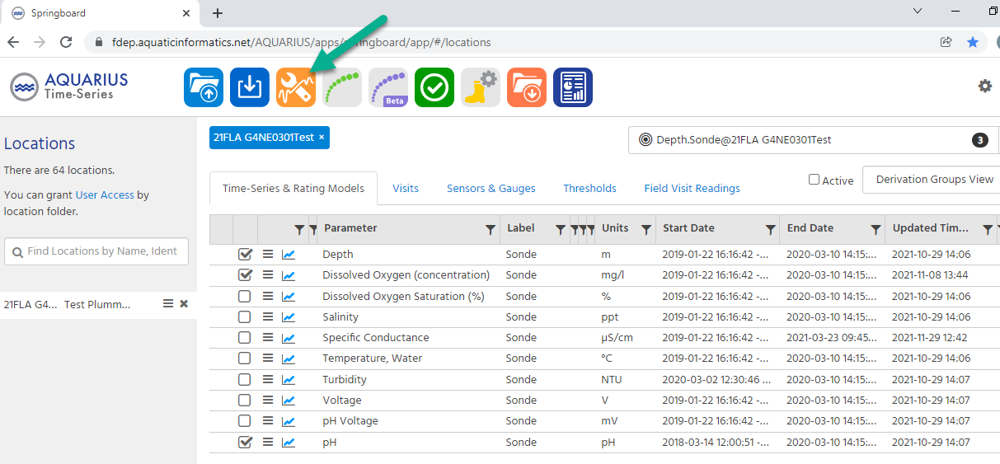 Springboard
fdep.aquaticinformatics.net/AQUARIUS/apps/springboard/app/#/locations
AQUARIUS
Time-Series
Beta
Locations
There are 64 locations.
You can grant User Access by
location folder.
Find Locations by Name, Ident
21FLA G4... Test Plumm...
21FLA G4NE0301Test ×
Depth.Sonde@21FLA G4NE0301Test 3
Time-Series & Rating Models Visits Sensors & Gauges Thresholds Field Visit Readings
Active Derivation Groups View
Parameter Label Units Start Date End Date Updated Tim...
Depth Sonde m 2019-01-22 16:16:42 -... 2020-03-10 14:15:... 2021-10-29 14:06
Dissolved Oxygen (concentration) Sonde mg/l 2019-01-22 16:16:42 -... 2020-03-10 14:15:... 2021-11-08 13:44
Dissolved Oxygen Saturation (%) Sonde % 2019-01-22 16:16:42 -... 2020-03-10 14:15:... 2021-10-29 14:06
Salinity Sonde ppt 2019-01-22 16:16:42 -... 2020-03-10 14:15:... 2021-10-29 14:06
Specific Conductance Sonde µS/cm 2019-01-22 16:16:42 -... 2021-03-23 09:45... 2021-11-29 12:42
Temperature, Water Sonde °C 2019-01-22 16:16:42 -... 2020-03-10 14:15:... 2021-10-29 14:06
Turbidity Sonde NTU 2020-03-02 12:30:46 ... 2020-03-10 14:15:... 2021-10-29 14:07
Voltage Sonde V 2019-01-22 16:16:42 -... 2020-03-10 14:15:... 2021-10-29 14:07
pH Voltage Sonde mV 2019-01-22 16:16:42 -... 2020-03-10 14:15:... 2021-10-29 14:07
pH Sonde pH 2018-03-14 12:00:51 -... 2020-03-10 14:15:... 2021-10-29 14:07